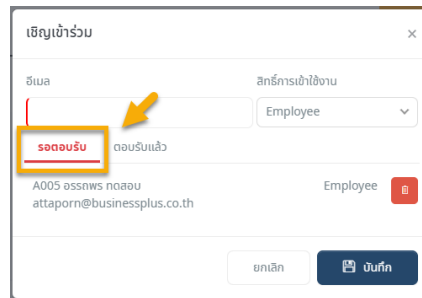 เชิญเข้าร่วม
×
อีเมล สิทธิ์การเข้าใช้งาน
Employee
รอตอบรับ ตอบรับแล้ว
A005 อรรถพร ทดสอบ Employee
attaporn@businessplus.co.th
ยกเลิก บันทึก